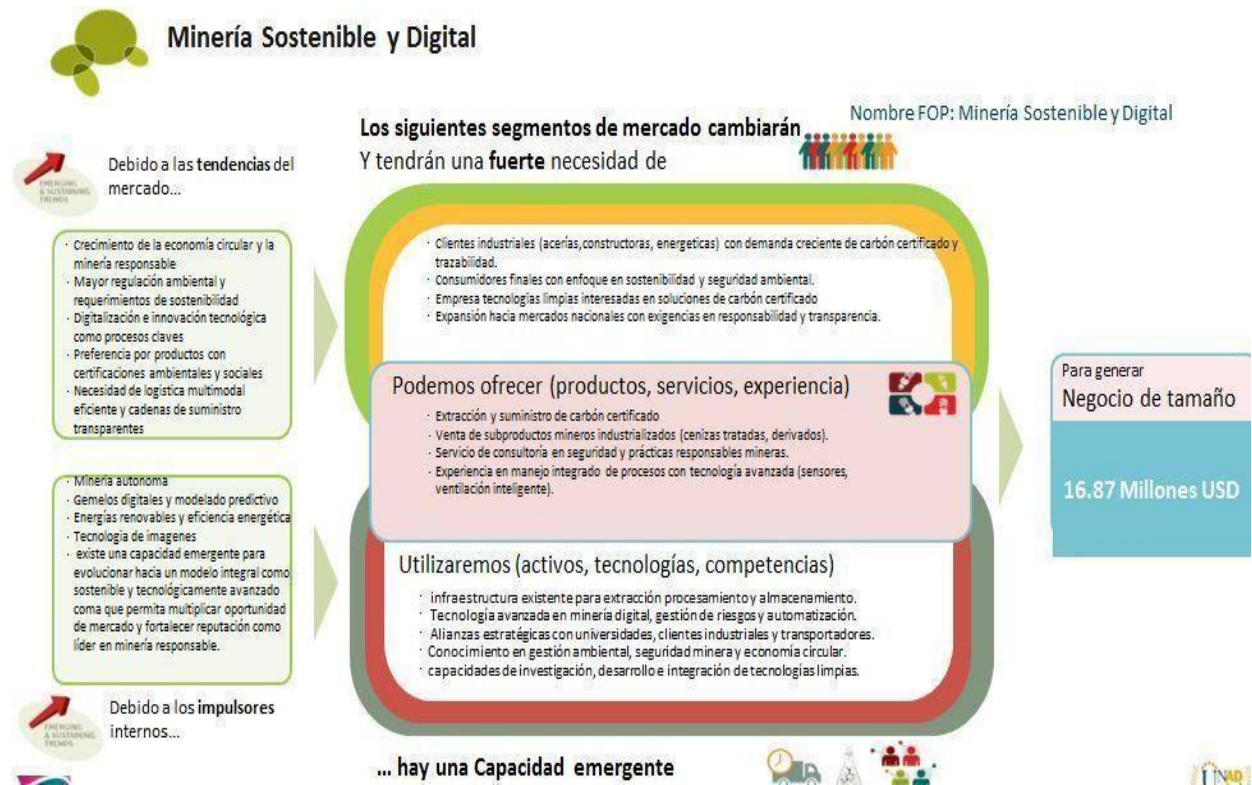 Minería Sostenible y Digital
Nombre FOP: Minería Sostenible y Digital
Los siguientes segmentos de mercado cambiarán
Y tendrán una fuerte necesidad de
EMERGING
& SUSTAINING
TRENDS
Debido a las tendencias del
mercado...
· Crecimiento de la economía circular y la
minería responsable
· Mayor regulación ambiental y
requerimientos de sostenibilidad
· Digitalización e innovación tecnológica
como procesos claves
· Preferencia por productos con
certificaciones ambientales y sociales
· Necesidad de logística multimodal
eficiente y cadenas de suministro
transparentes
· Clientes industriales (acerías,constructoras, energeticas) con demanda creciente de carbón certificado y
trazabilidad.
· Consumidores finales con enfoque en sostenibilidad y seguridad ambiental.
· Empresa tecnologías limpias interesadas en soluciones de carbón certificado
· Expansión hacia mercados nacionales con exigencias en responsabilidad y transparencia.
Podemos ofrecer (productos, servicios, experiencia)
· Extracción y suministro de carbón certificado
· Venta de subproductos mineros industrializados (cenizas tratadas, derivados).
· Servicio de consultoría en seguridad y prácticas responsables mineras.
· Experiencia en manejo integrado de procesos con tecnología avanzada (sensores,
ventilación inteligente).
Para generar
Negocio de tamaño
16.87 Millones USD
· Minería autonoma
· Gemelos digitales y modelado predictivo
· Energías renovables y eficiencia energética
· Tecnologia de imagenes
· existe una capacidad emergente para
evolucionar hacia un modelo integral como
sostenible y tecnológicamente avanzado
coma que permita multiplicar oportunidad
de mercado y fortalecer reputación como
líder en minería responsable.
Utilizaremos (activos, tecnologías, competencias)
· infraestructura existente para extracción procesamiento y almacenamiento.
· Tecnología avanzada en minería digital, gestión de riesgos y automatización.
· Alianzas estratégicas con universidades, clientes industriales y transportadores.
· Conocimiento en gestión ambiental, seguridad minera y economía circular.
· capacidades de investigación, desarrollo e integración de tecnologías limpias.
EMERGING
& SUSTAINING
TRENDS
Debido a los impulsores
internos...
... hay una Capacidad emergente
UNAD